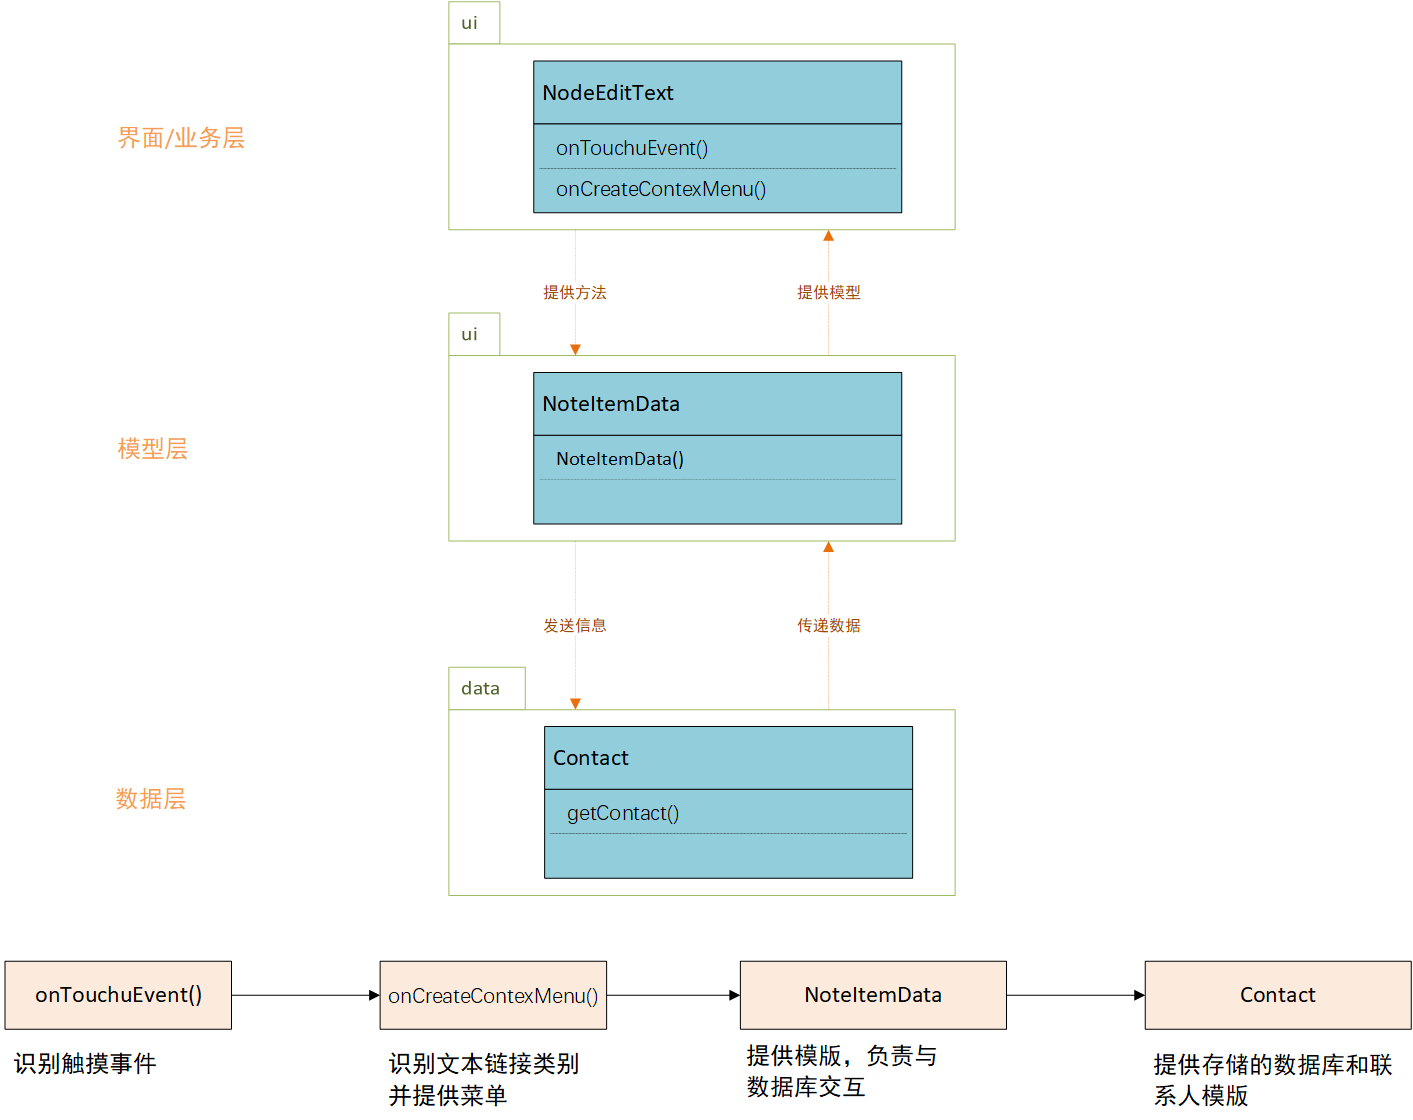 ui
NodeEditText
界面/业务层
onTouchuEvent()
onCreateContexMenu()
提供方法
提供模型
ui
NoteItemData
模型层
NoteItemData()
发送信息
传递数据
data
Contact
数据层
getContact()
onTouchuEvent()
onCreateContexMenu()
NoteItemData
Contact
识别触摸事件
识别文本链接类别
并提供菜单
提供模版，负责与
数据库交互
提供存储的数据库和联
系人模版